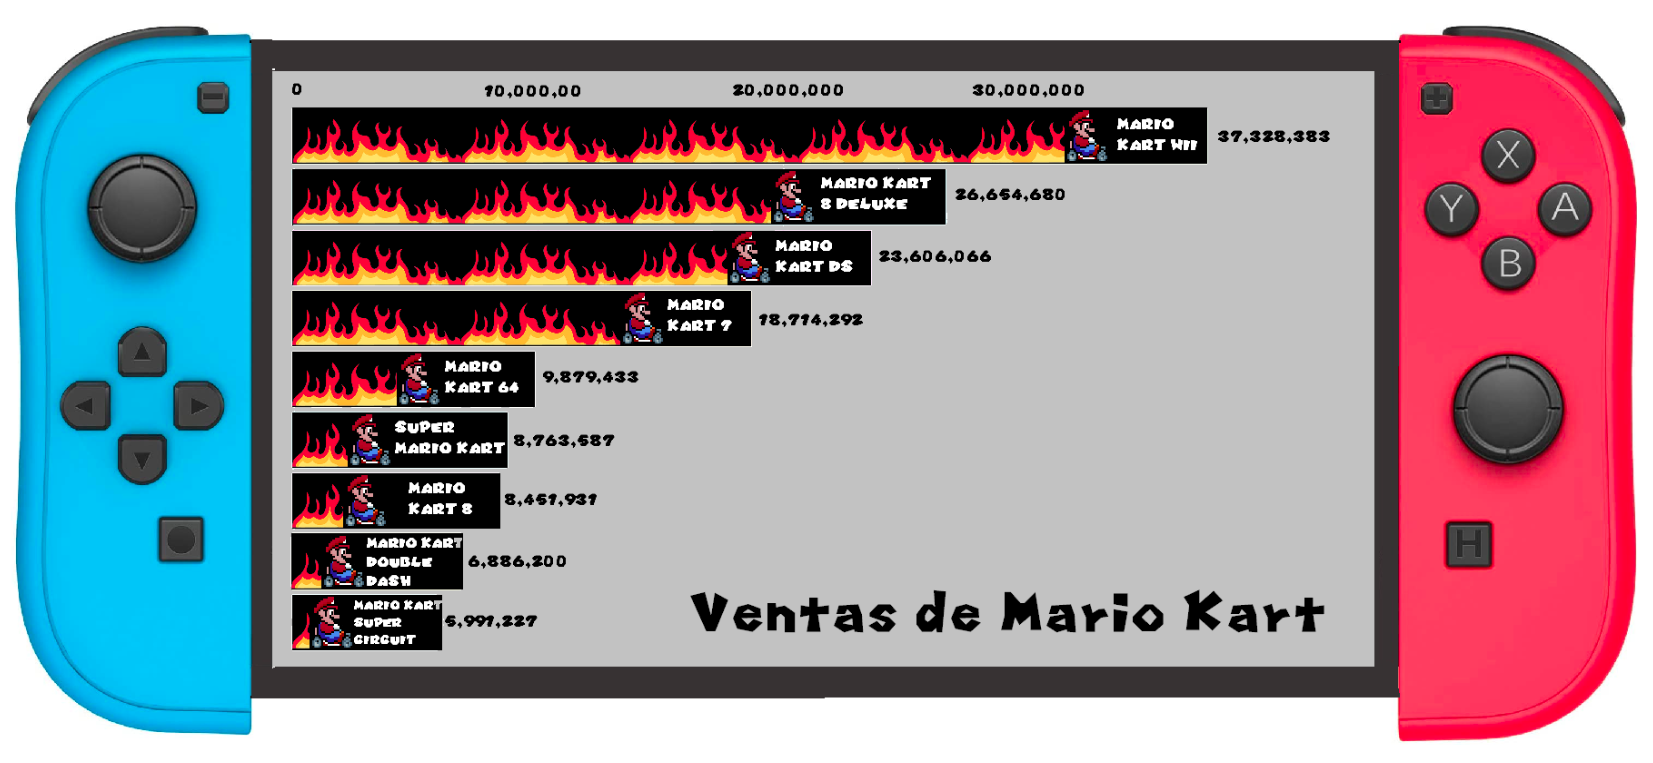 0 10,000,00 20,000,000 30,000,000
MARIO
KART WII
37,328,383
MARIO KART
8 DELUXE
26,654,680
MARIO
KART DS
23,606,066
MARIO
KART 7
18,714,292
MARIO
KART 64
9,879,433
SUPER
MARIO KART
8,763,587
MARIO
KART 8
8,451,931
MARIO KART
DOUBLE
DASH
6,886,200
MARIO KART
SUPER
CIRCUIT
5,991,227
Ventas de Mario Kart
X
Y A
B
H